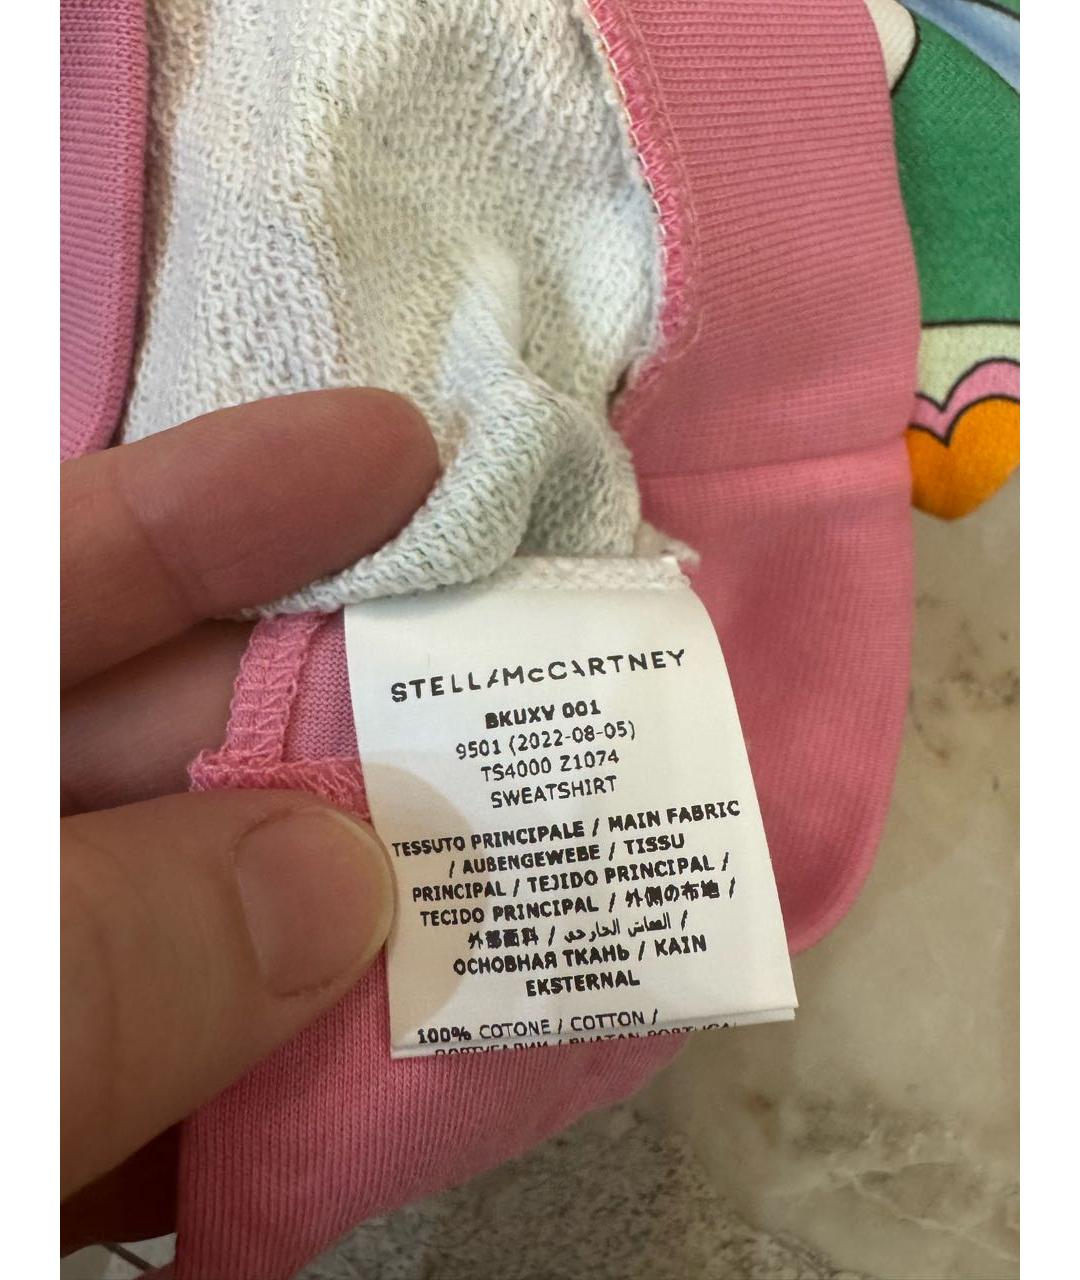 STELLA McCARTNEY
BKUXV 001
9501 (2022-08-05)
TS4000 Z1074
SWEATSHIRT
TESSUTO PRINCIPALE / MAIN FABRIC
/ AUßENGEWEBE / TISSU
PRINCIPAL / TEJIDO PRINCIPAL /
TECIDO PRINCIPAL / 外側の布地 /
外部面料 / القماش الخارجي /
ОСНОВНАЯ ТКАНЬ / KAIN
EKSTERNAL
100% COTONE / COTTON /